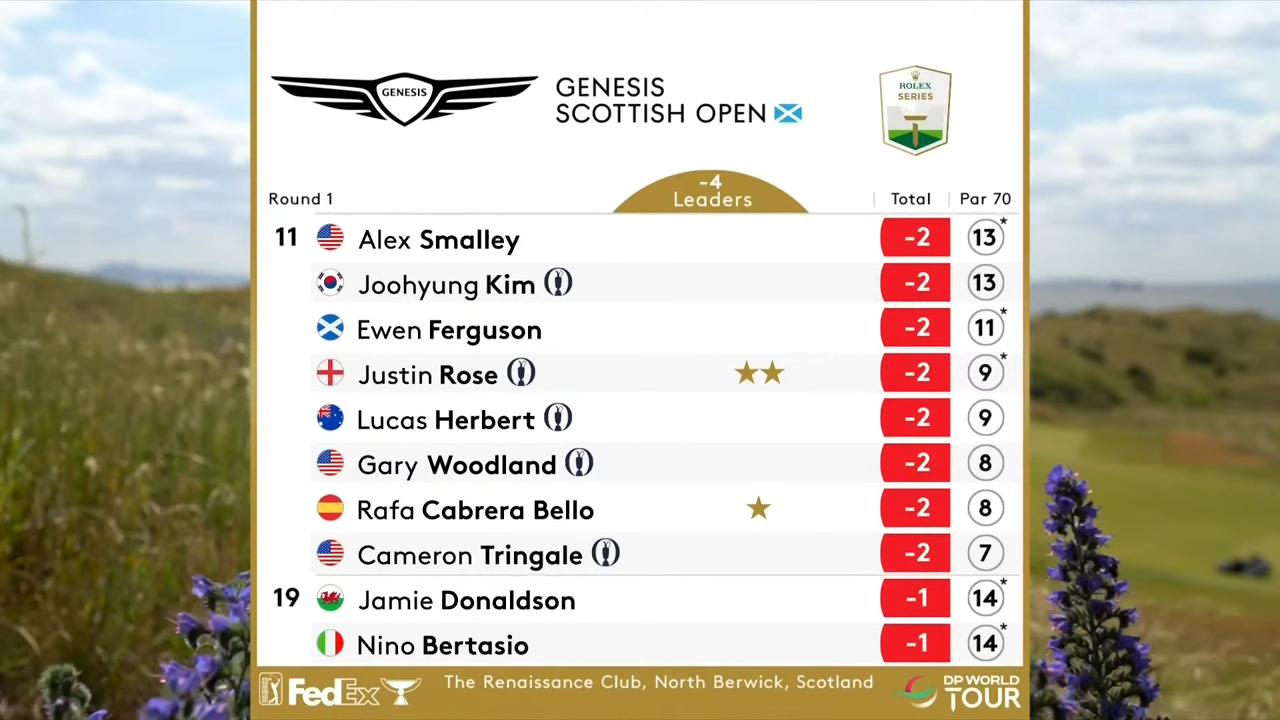 GENESIS
GENESIS
SCOTTISH OPEN
ROLEX
SERIES
-4
Leaders
Round 1
Total
Par 70
11 Alex Smalley -2 13*
Joohyung Kim -2 13
Ewen Ferguson -2 11*
Justin Rose ★★ -2 9*
Lucas Herbert -2 9
Gary Woodland -2 8
Rafa Cabrera Bello ★ -2 8
Cameron Tringale -2 7
19 Jamie Donaldson -1 14*
Nino Bertasio -1 14*
FedEx
The Renaissance Club, North Berwick, Scotland
DP WORLD
TOUR